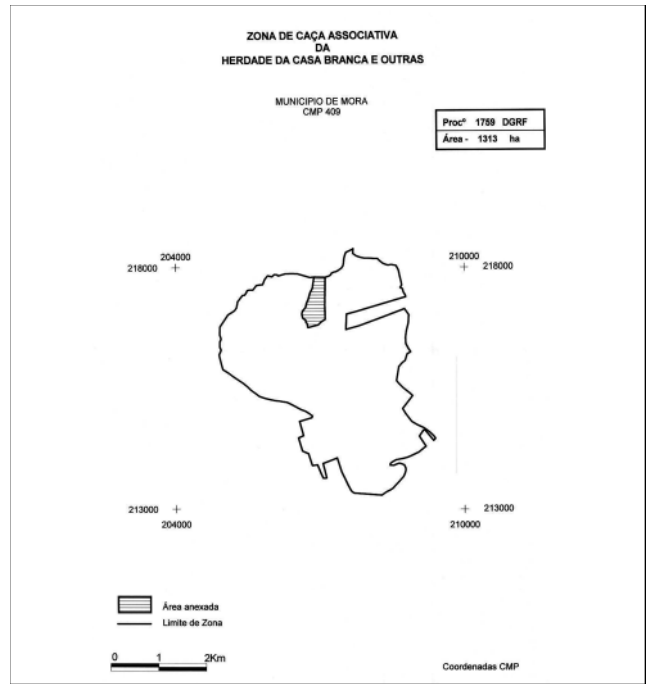 ZONA DE CAÇA ASSOCIATIVA
DA
HERDADE DA CASA BRANCA E OUTRAS
MUNICIPIO DE MORA
CMP 409
Procº 1759 DGRF
Área - 1313 ha
204000
218000
210000
218000
213000
204000
213000
210000
Área anexada
Limite de Zona
0 1 2Km
Coordenadas CMP